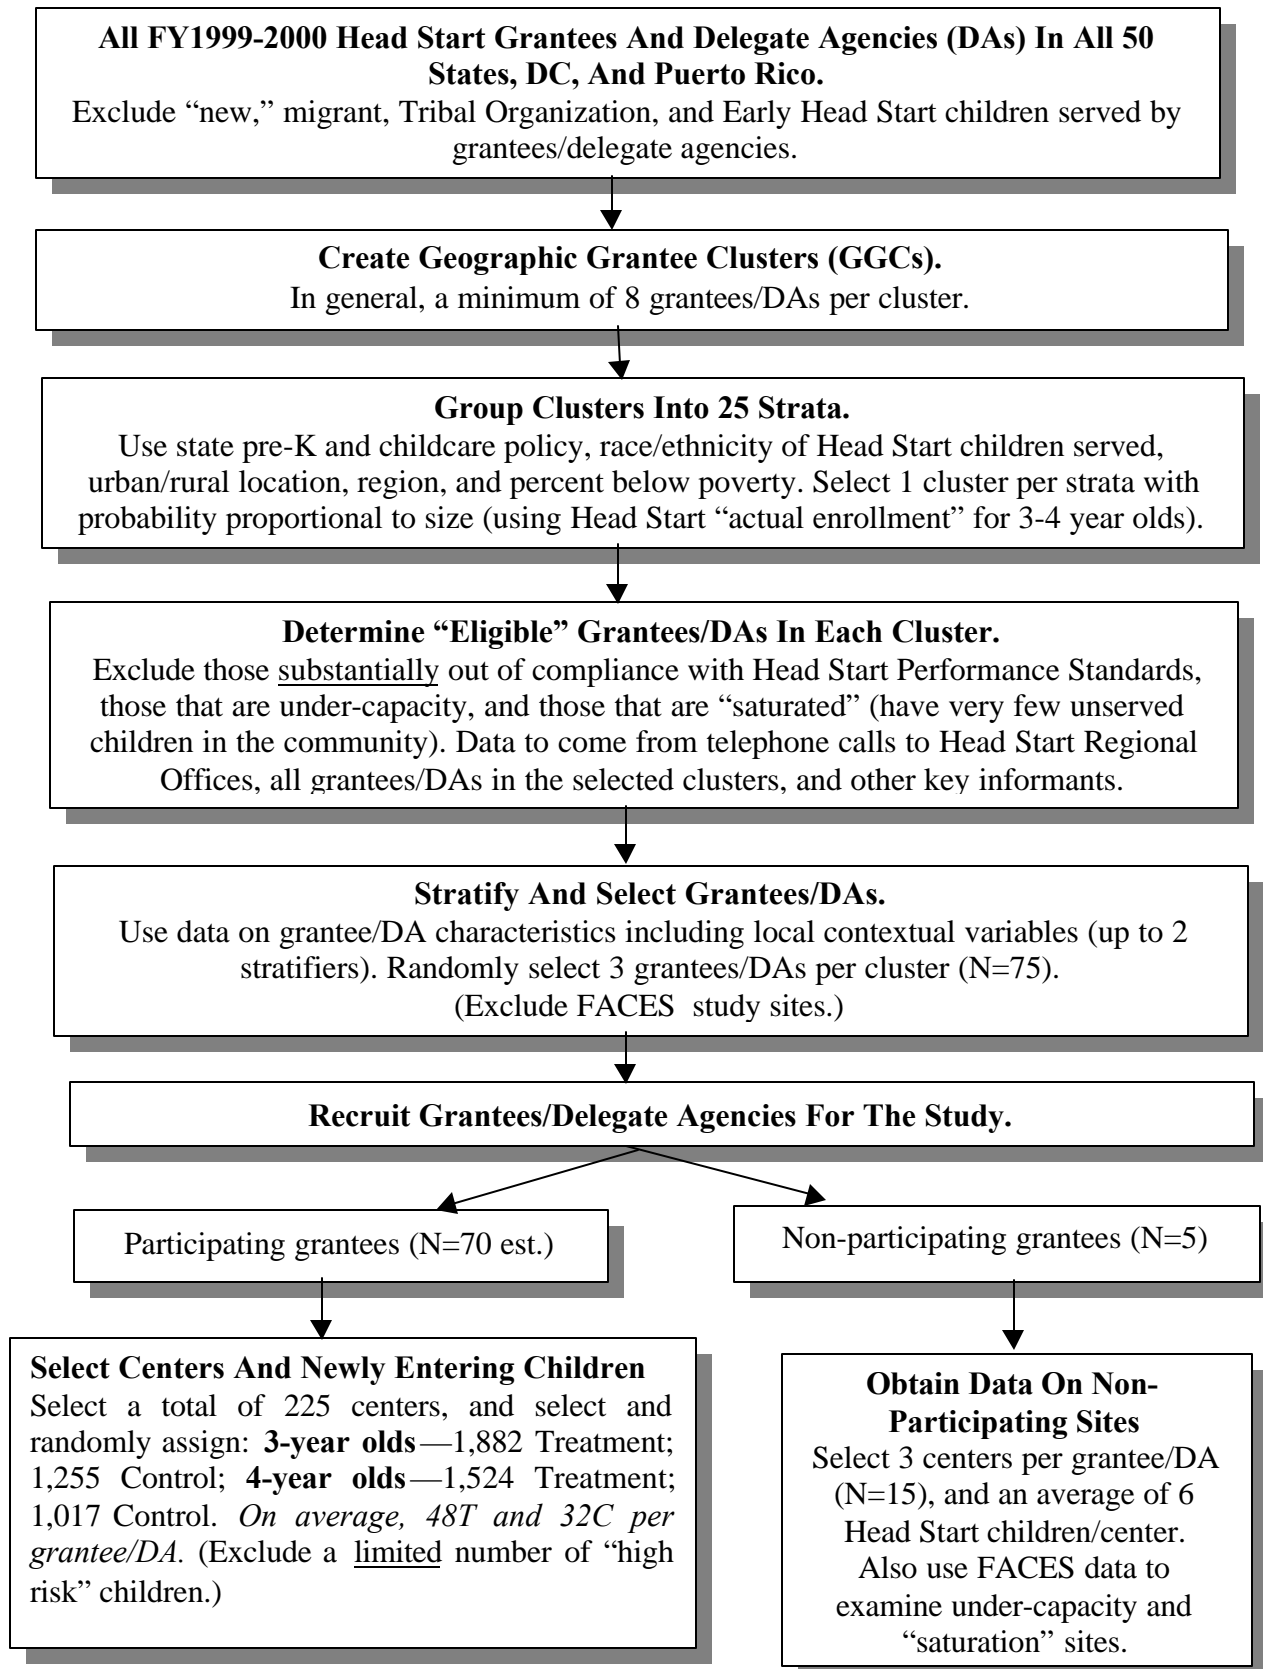 All FY1999-2000 Head Start Grantees And Delegate Agencies (DAs) In All 50
States, DC, And Puerto Rico.
Exclude “new,” migrant, Tribal Organization, and Early Head Start children served by
grantees/delegate agencies.
Create Geographic Grantee Clusters (GGCs).
In general, a minimum of 8 grantees/DAs per cluster.
Group Clusters Into 25 Strata.
Use state pre-K and childcare policy, race/ethnicity of Head Start children served,
urban/rural location, region, and percent below poverty. Select 1 cluster per strata with
probability proportional to size (using Head Start “actual enrollment” for 3-4 year olds).
Determine “Eligible” Grantees/DAs In Each Cluster.
Exclude those substantially out of compliance with Head Start Performance Standards,
those that are under-capacity, and those that are “saturated” (have very few unserved
children in the community). Data to come from telephone calls to Head Start Regional
Offices, all grantees/DAs in the selected clusters, and other key informants.
Stratify And Select Grantees/DAs.
Use data on grantee/DA characteristics including local contextual variables (up to 2
stratifiers). Randomly select 3 grantees/DAs per cluster (N=75).
(Exclude FACES study sites.)
Recruit Grantees/Delegate Agencies For The Study.
Participating grantees (N=70 est.)
Non-participating grantees (N=5)
Select Centers And Newly Entering Children
Select a total of 225 centers, and select and
randomly assign: 3-year olds—1,882 Treatment;
1,255 Control; 4-year olds—1,524 Treatment;
1,017 Control. On average, 48T and 32C per
grantee/DA. (Exclude a limited number of “high
risk” children.)
Obtain Data On Non-
Participating Sites
Select 3 centers per grantee/DA
(N=15), and an average of 6
Head Start children/center.
Also use FACES data to
examine under-capacity and
“saturation” sites.